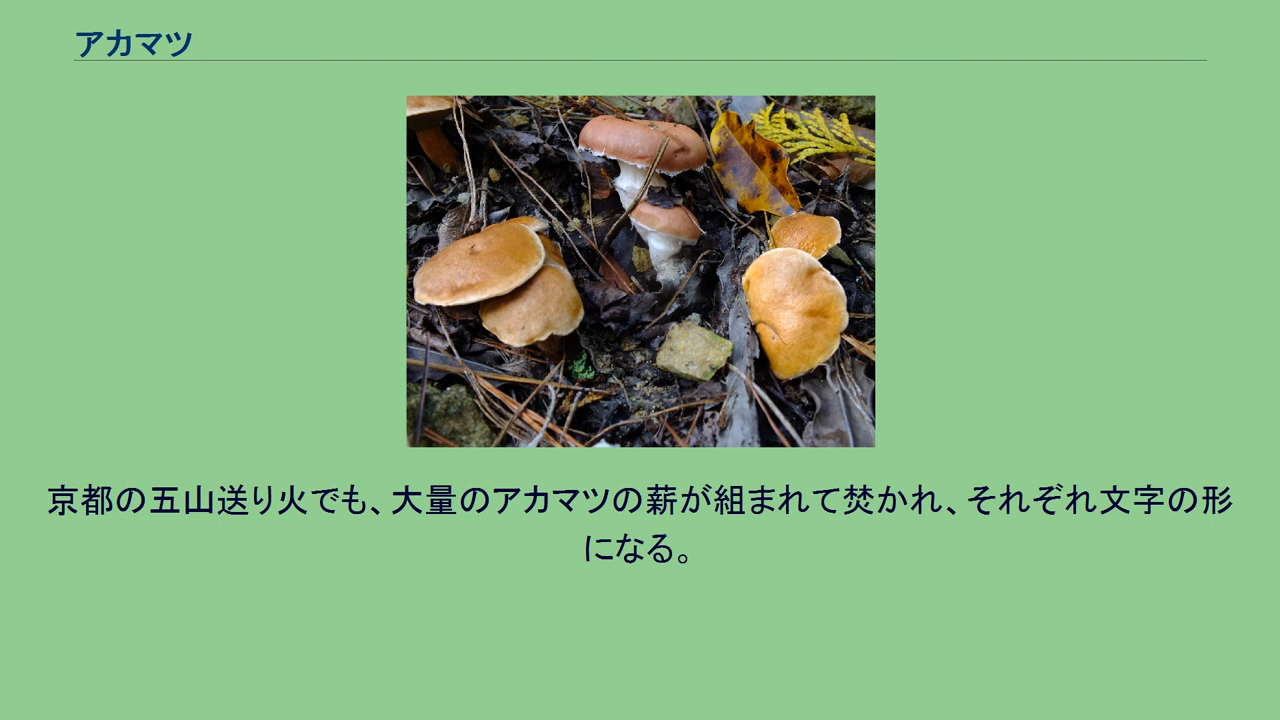 アカマツ
京都の五山送り火でも、大量のアカマツの薪が組まれて焚かれ、それぞれ文字の形
になる。